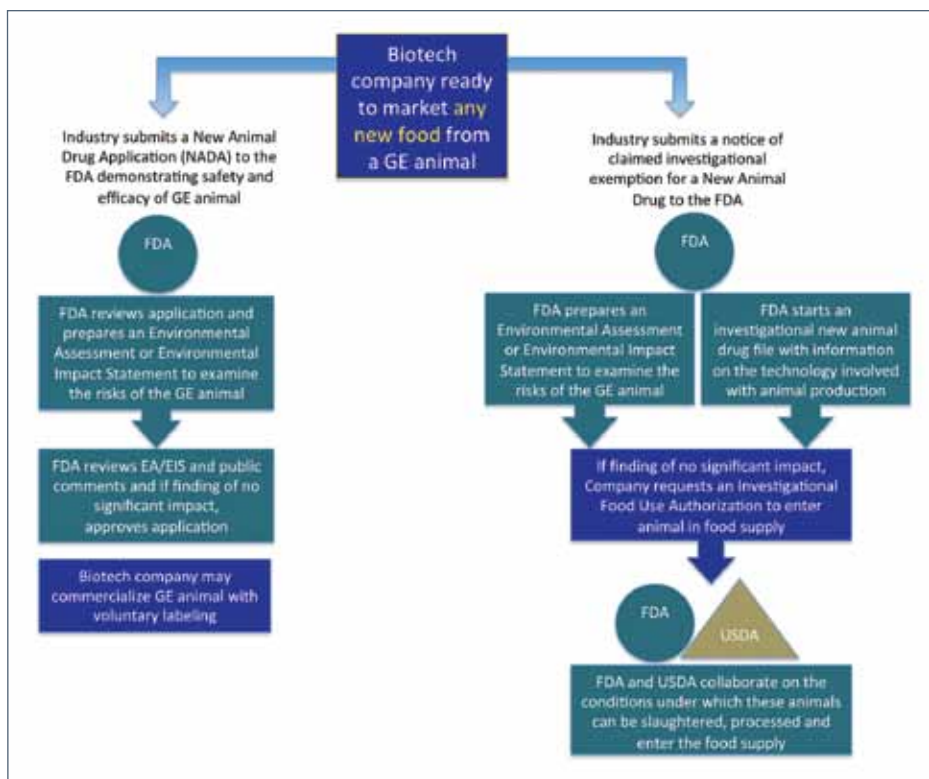 Biotech
company ready
to market any
new food from
a GE animal
Industry submits a New Animal
Drug Application (NADA) to the
FDA demonstrating safety and
efficacy of GE animal
FDA
FDA reviews application and
prepares an Environmental
Assessment or Environmental
Impact Statement to examine
the risks of the GE animal
FDA reviews EA/EIS and public
comments and if finding of no
significant impact,
approves application
Biotech company may
commercialize GE animal with
voluntary labeling
Industry submits a notice of
claimed investigational
exemption for a New Animal
Drug to the FDA
FDA
FDA prepares an
Environmental Assessment
or Environmental Impact
Statement to examine the
risks of the GE animal
FDA starts an
investigational new animal
drug file with information
on the technology involved
with animal production
If finding of no significant impact,
Company requests an Investigational
Food Use Authorization to enter
animal in food supply
FDA
USDA
FDA and USDA collaborate on the
conditions under which these animals
can be slaughtered, processed and
enter the food supply